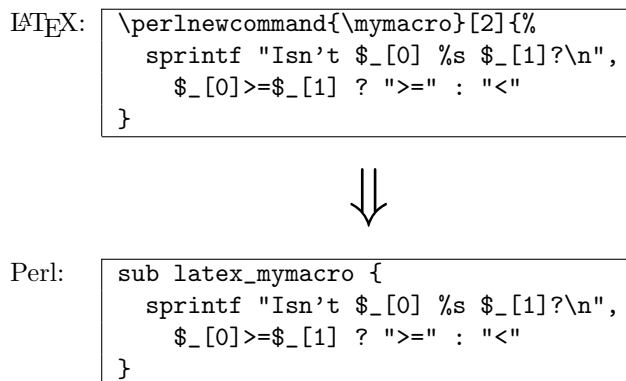 LATEX: \perlnewcommand{\mymacro}[2]{%
sprintf "Isn't $_[0] %s $_[1]?\n",
$_[0]>=$_[1] ? ">=" : "<"
}
⇓
Perl: sub latex_mymacro {
sprintf "Isn't $_[0] %s $_[1]?\n",
$_[0]>=$_[1] ? ">=" : "<"
}